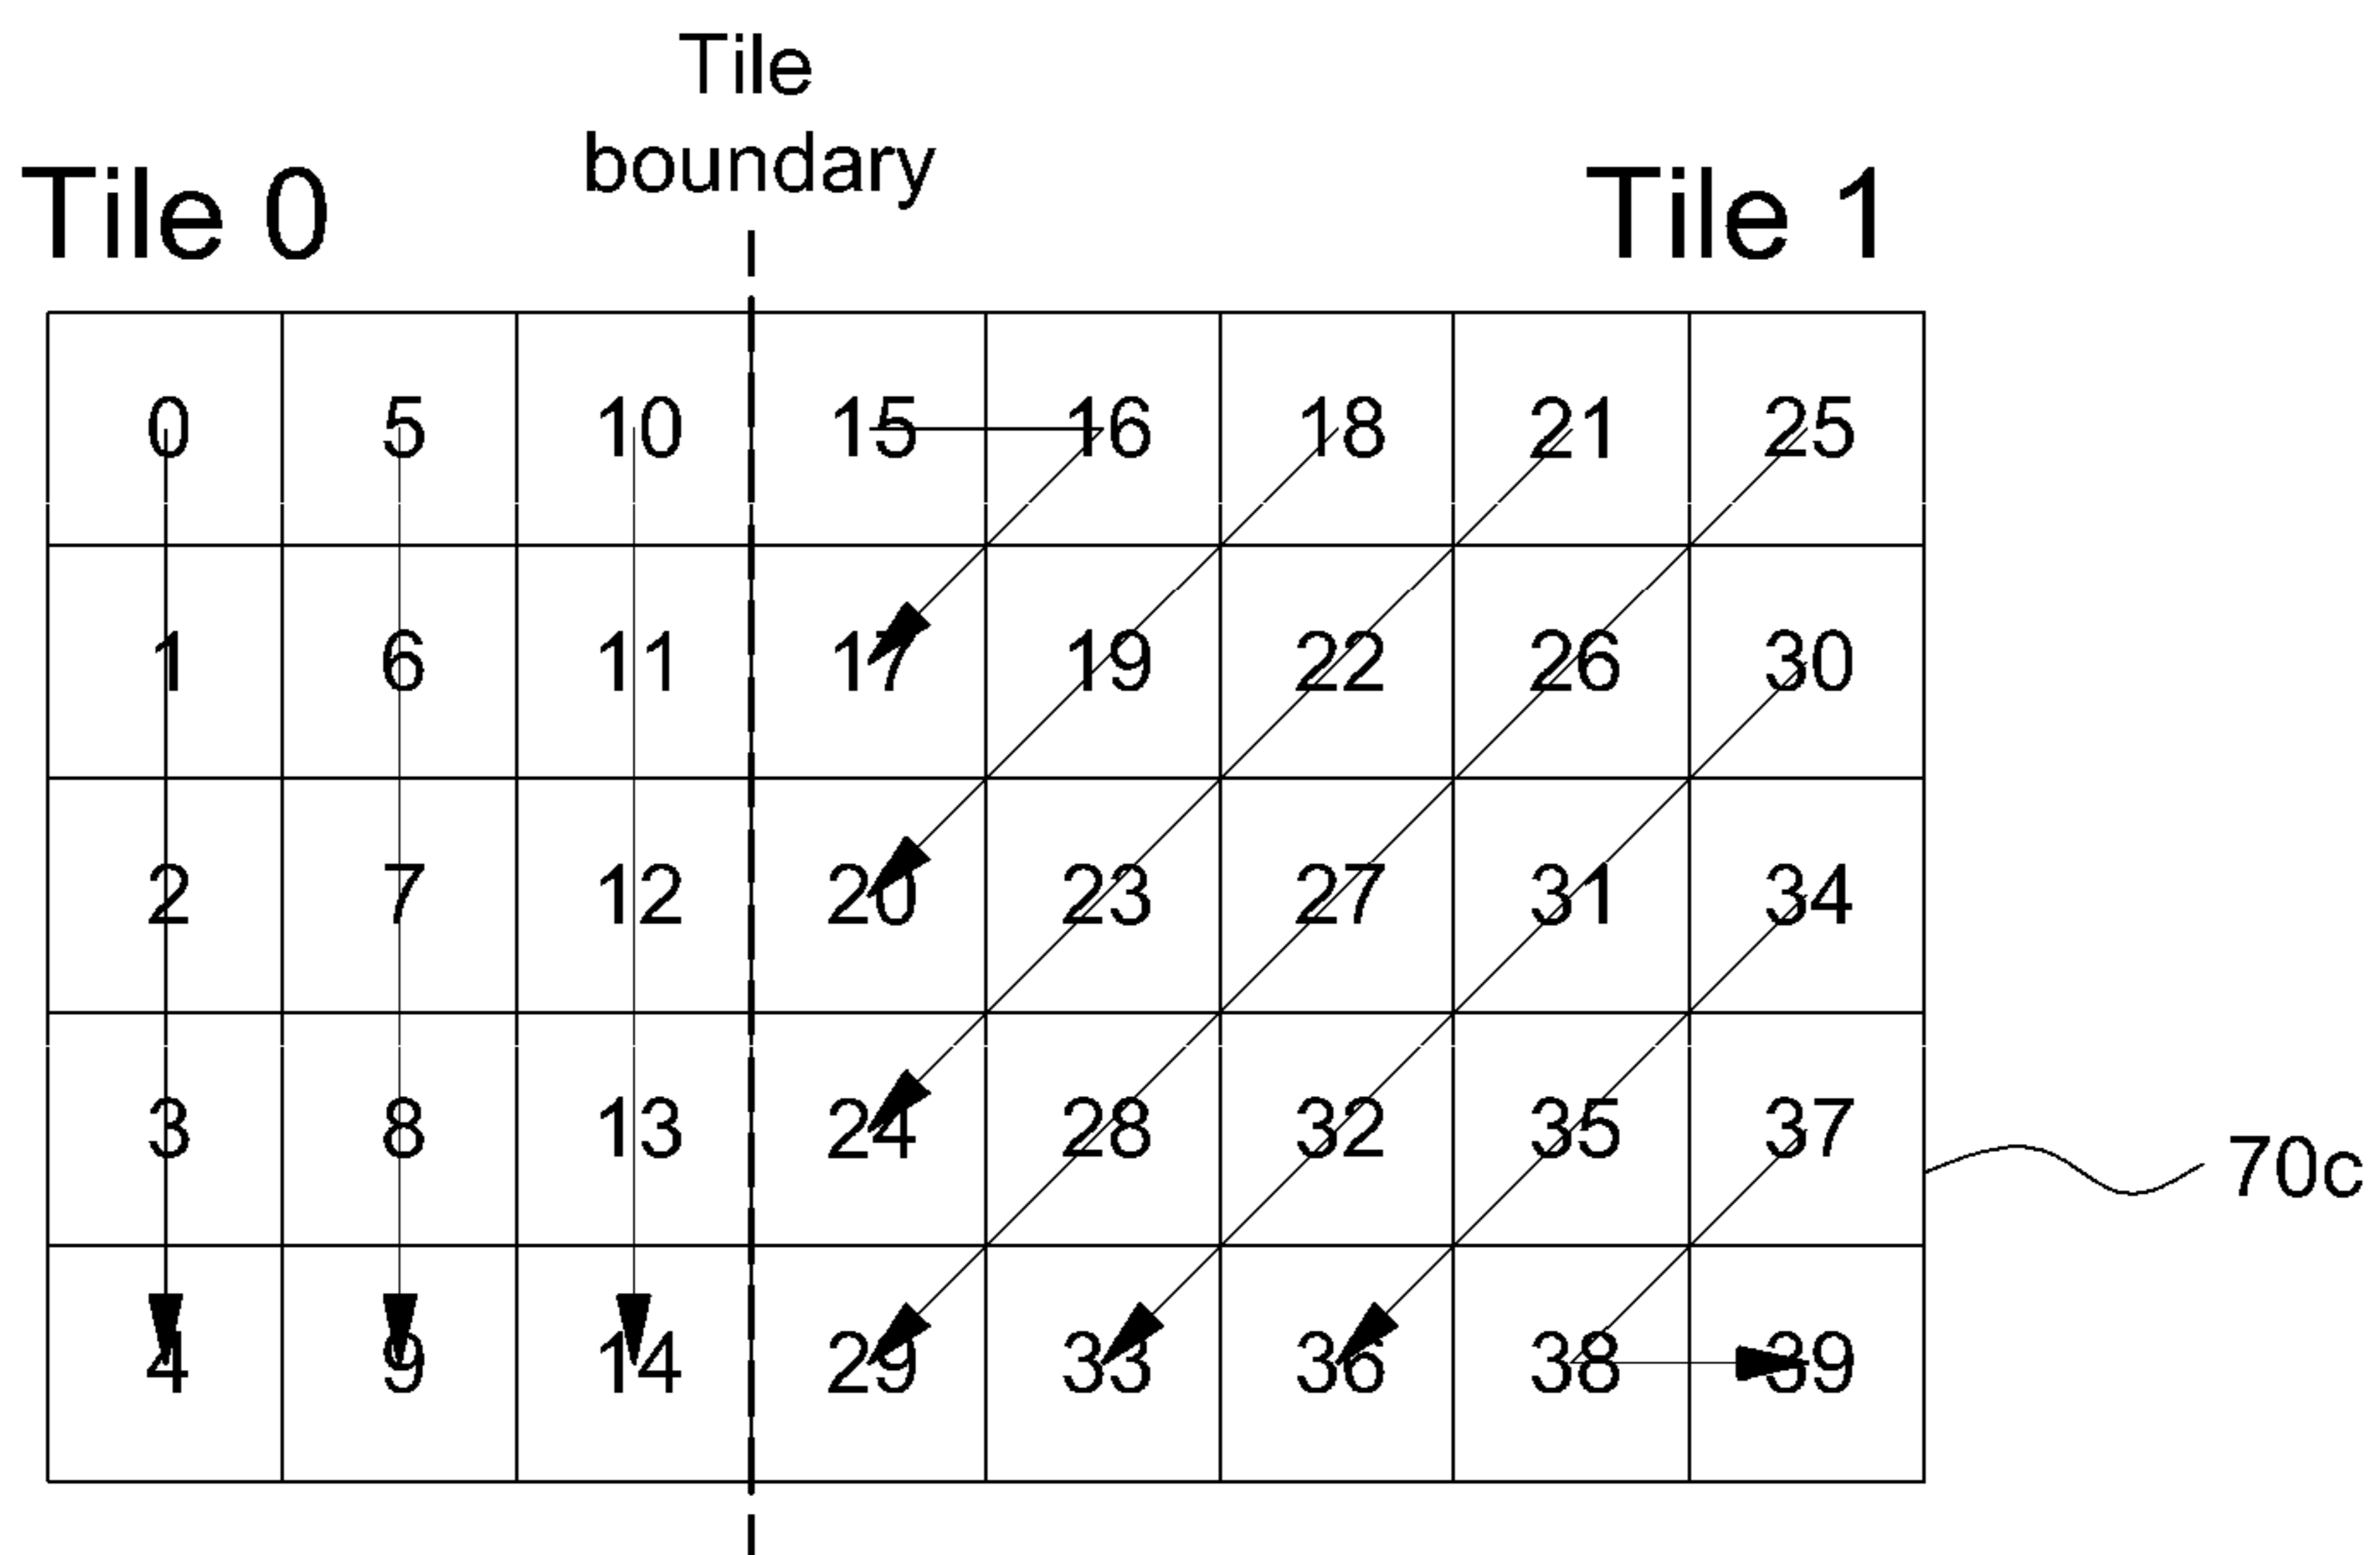 Tile
boundary
Tile 0
Tile 1
0 5 10 15 16 18 21 25
1 6 11 17 19 22 26 30
2 7 12 20 23 27 31 34
3 8 13 24 28 32 35 37
70c
4 9 14 29 33 36 38 39